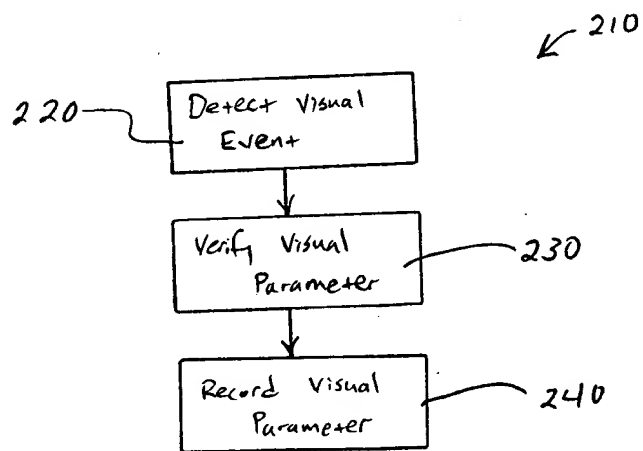 210
220
Detect Visual
Event
Verify Visual
Parameter
230
Record Visual
Parameter
240